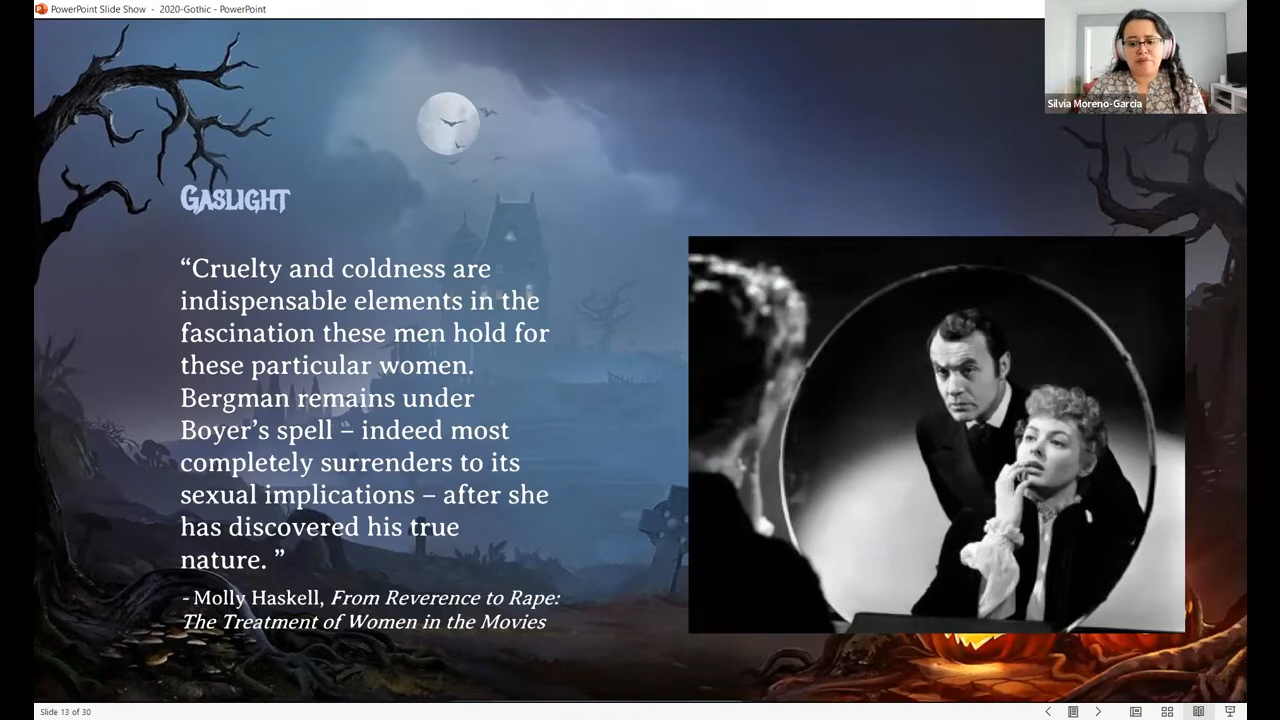 PowerPoint Slide Show - 2020-Gothic - PowerPoint
Silvia Moreno-Garcia
Gaslight
“Cruelty and coldness are
indispensable elements in the
fascination these men hold for
these particular women.
Bergman remains under
Boyer’s spell – indeed most
completely surrenders to its
sexual implications – after she
has discovered his true
nature. ”
- Molly Haskell, From Reverence to Rape:
The Treatment of Women in the Movies
Slide 13 of 30